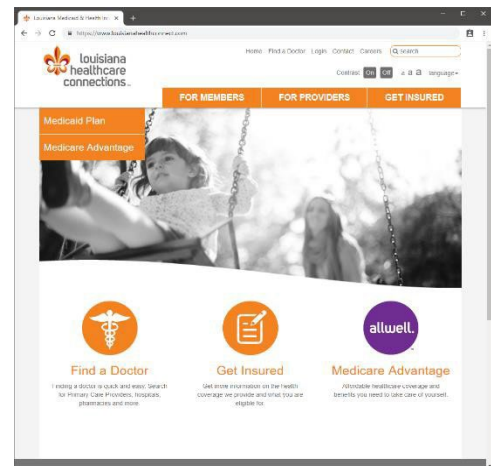 Louisiana Medicaid & Health Ins
https://www.louisianahealthconnect.com
Home Find a Doctor Login Contact Careers search
Contrast On Off a a a language
louisiana
healthcare
connections
FOR MEMBERS FOR PROVIDERS GET INSURED
Medicaid Plan
Medicare Advantage
allwell.
Find a Doctor Get Insured Medicare Advantage
Finding a doctor is quick and easy. Search
for Primary Care Providers, hospitals,
pharmacies and more.
Get more information on the health
coverage we provide and what you are
eligible for.
Affordable healthcare coverage and
benefits you need to take care of yourself.